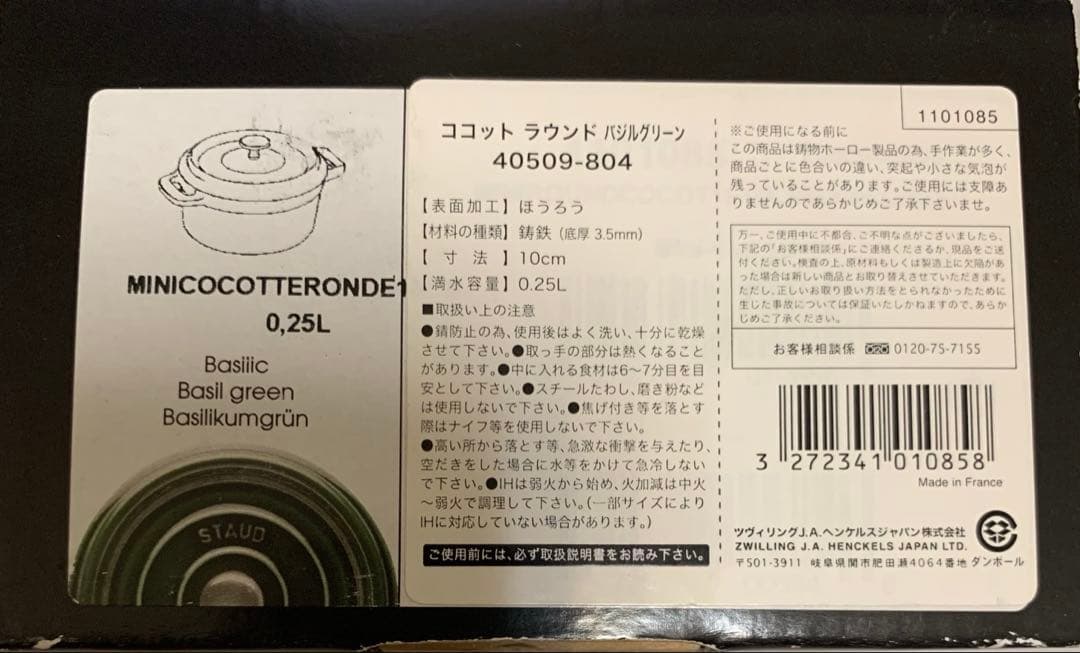 MINICOCOTTERONDE1
0,25L
Basilic
Basil green
Basilikumgrün
STAUB
ココット ラウンド バジルグリーン
40509-804
【表面加工】ほうろう
【材料の種類】鋳鉄 (底厚 3.5mm)
【 寸 法 】10cm
【満水容量】0.25L
■取扱い上の注意
●錆防止の為、使用後はよく洗い、十分に乾燥
させて下さい。●取っ手の部分は熱くなること
があります。●中に入れる食材は6〜7分目を目
安として下さい。●スチールたわし、磨き粉など
は使用しないで下さい。●焦げ付き等を落とす
際はナイフ等を使用しないで下さい。
●高い所から落とす等、急激な衝撃を与えたり、
空だきをした場合に水等をかけて急冷しない
で下さい。●IHは弱火から始め、火加減は中火
〜弱火で調理して下さい。(一部サイズにより
IHに対応していない場合があります。)
ご使用前には、必ず取扱説明書をお読み下さい。
1101085
※ご使用になる前に
この商品は鋳物ホーロー製品の為、手作業が多く、
商品ごとに色合いの違い、突起や小さな気泡が
残っていることがあります。ご使用には支障あ
りませんのであらかじめご了承下さいませ。
万一、ご使用中に不都合、ご不明な点がございましたら、
下記の「お客様相談係」にご連絡くださるか、現品をご送
付ください。検査の上、原材料もしくは製造上に欠陥があ
った場合は新しい商品とお取り替えさせていただきます。
ただし、正しいお取り扱い方法をとられなかったために
生じた事故については保証いたしかねますので、あらか
じめご了承ください。
お客様相談係 0120-75-7155
3 272341 010858
Made in France
ツヴィリングJ.A.ヘンケルスジャパン株式会社
ZWILLING J.A. HENCKELS JAPAN LTD.
〒501-3911 岐阜県関市肥田瀬4064番地
ダンボール